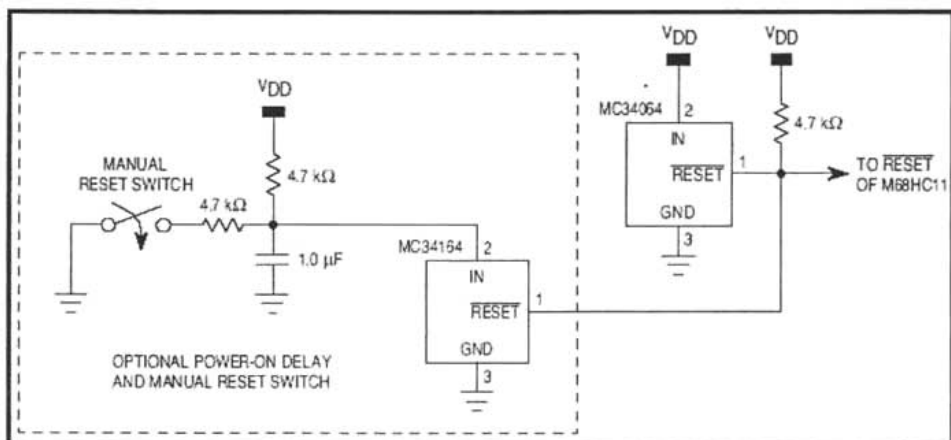 VDD
VDD
VDD
MC34064
2
IN
4.7 kΩ
RESET
1
TO RESET
OF M68HC11
GND
3
MANUAL
RESET SWITCH
4.7 kΩ
4.7 kΩ
1.0 µF
MC34164
2
IN
RESET
1
GND
3
OPTIONAL POWER-ON DELAY
AND MANUAL RESET SWITCH